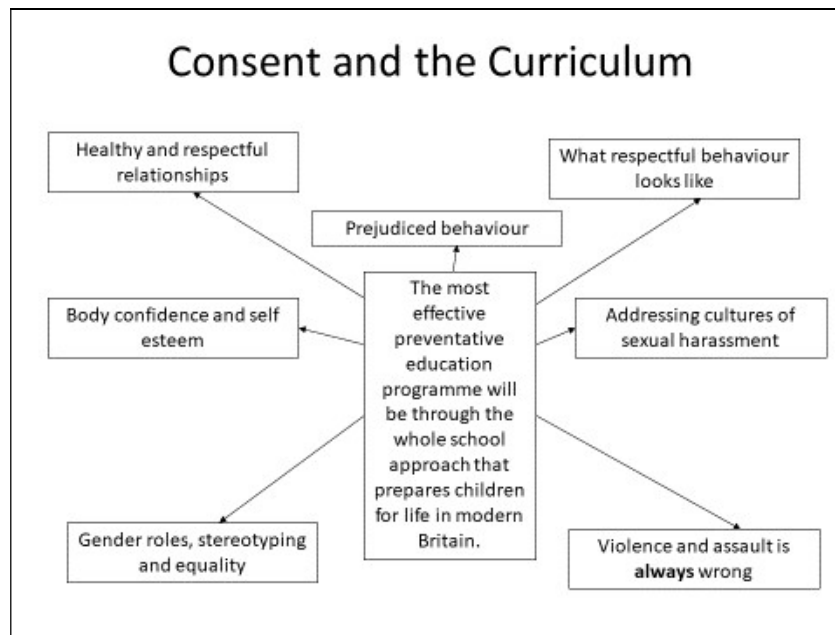 Consent and the Curriculum
Healthy and respectful
relationships
What respectful behaviour
looks like
Prejudiced behaviour
The most
effective
preventative
education
programme will
be through the
whole school
approach that
prepares children
for life in modern
Britain.
Body confidence and self
esteem
Addressing cultures of
sexual harassment
Gender roles, stereotyping
and equality
Violence and assault is
always wrong